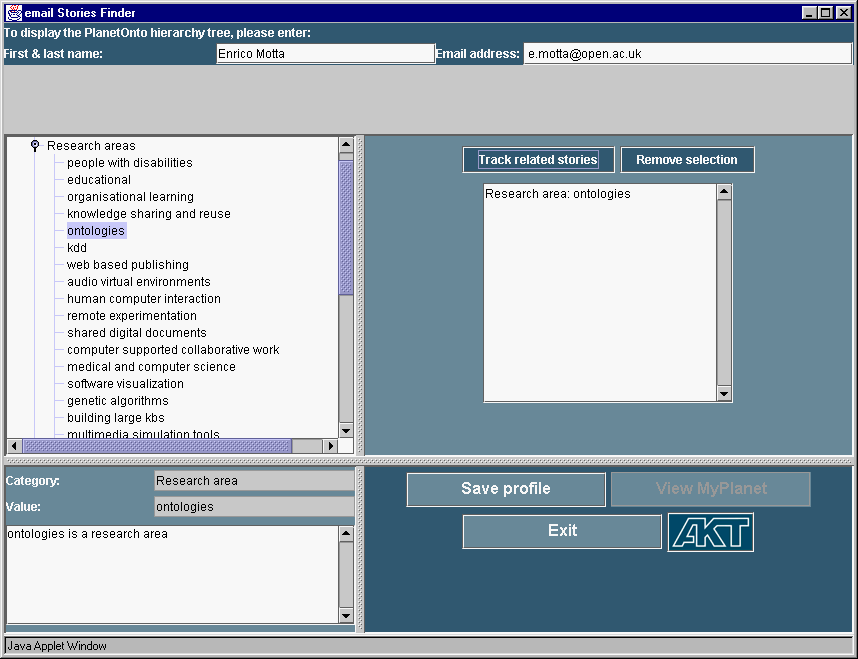 email Stories Finder
To display the PlanetOnto hierarchy tree, please enter:
First & last name: Enrico Motta Email address: e.motta@open.ac.uk
Research areas
people with disabilities
educational
organisational learning
knowledge sharing and reuse
ontologies
kdd
web based publishing
audio virtual environments
human computer interaction
remote experimentation
shared digital documents
computer supported collaborative work
medical and computer science
software visualization
genetic algorithms
building large kbs
multimedia simulation tools
Track related stories Remove selection
Research area: ontologies
Category: Research area
Value: ontologies
ontologies is a research area
Save profile View MyPlanet
Exit AKT
Java Applet Window